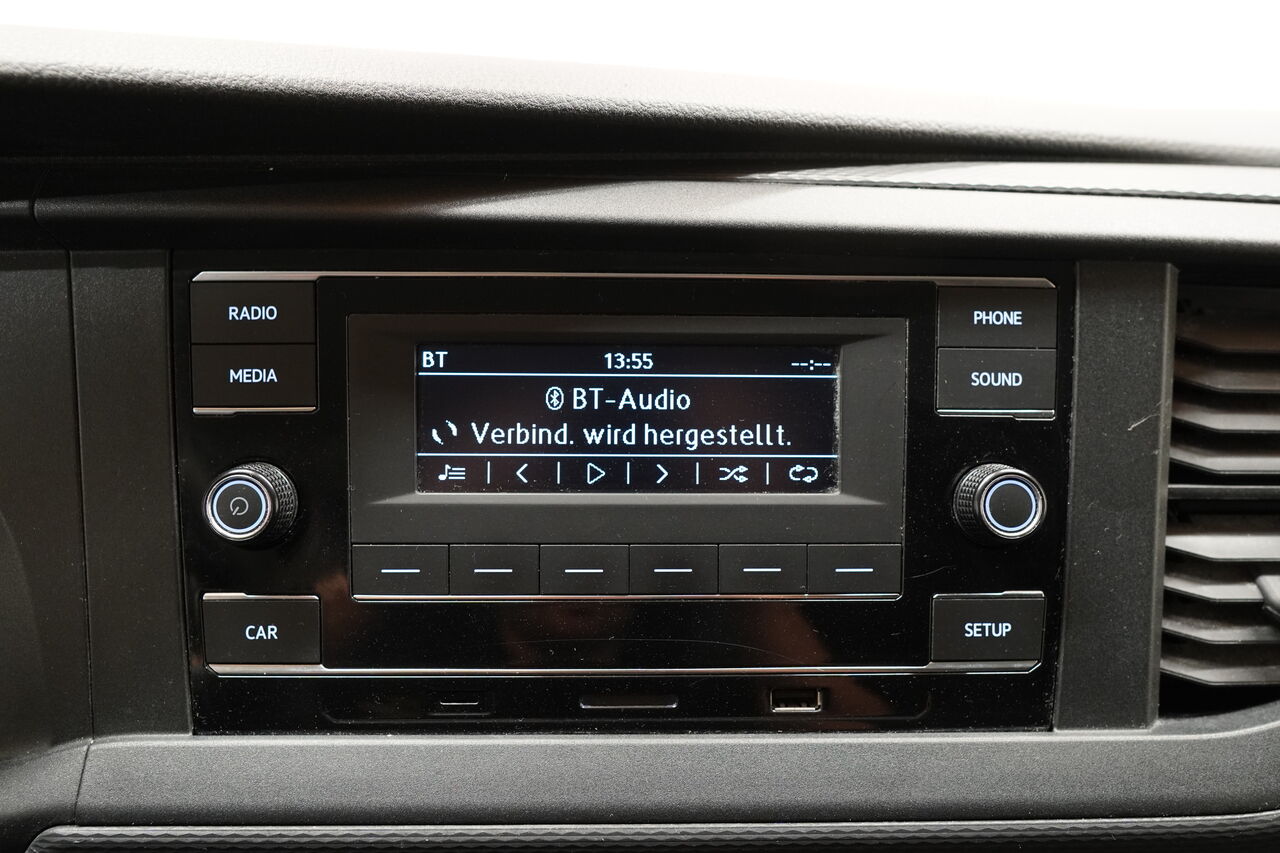 RADIO
MEDIA
BT 13:55 --:--
BT-Audio
Verbind. wird hergestellt.
PHONE
SOUND
CAR
SETUP